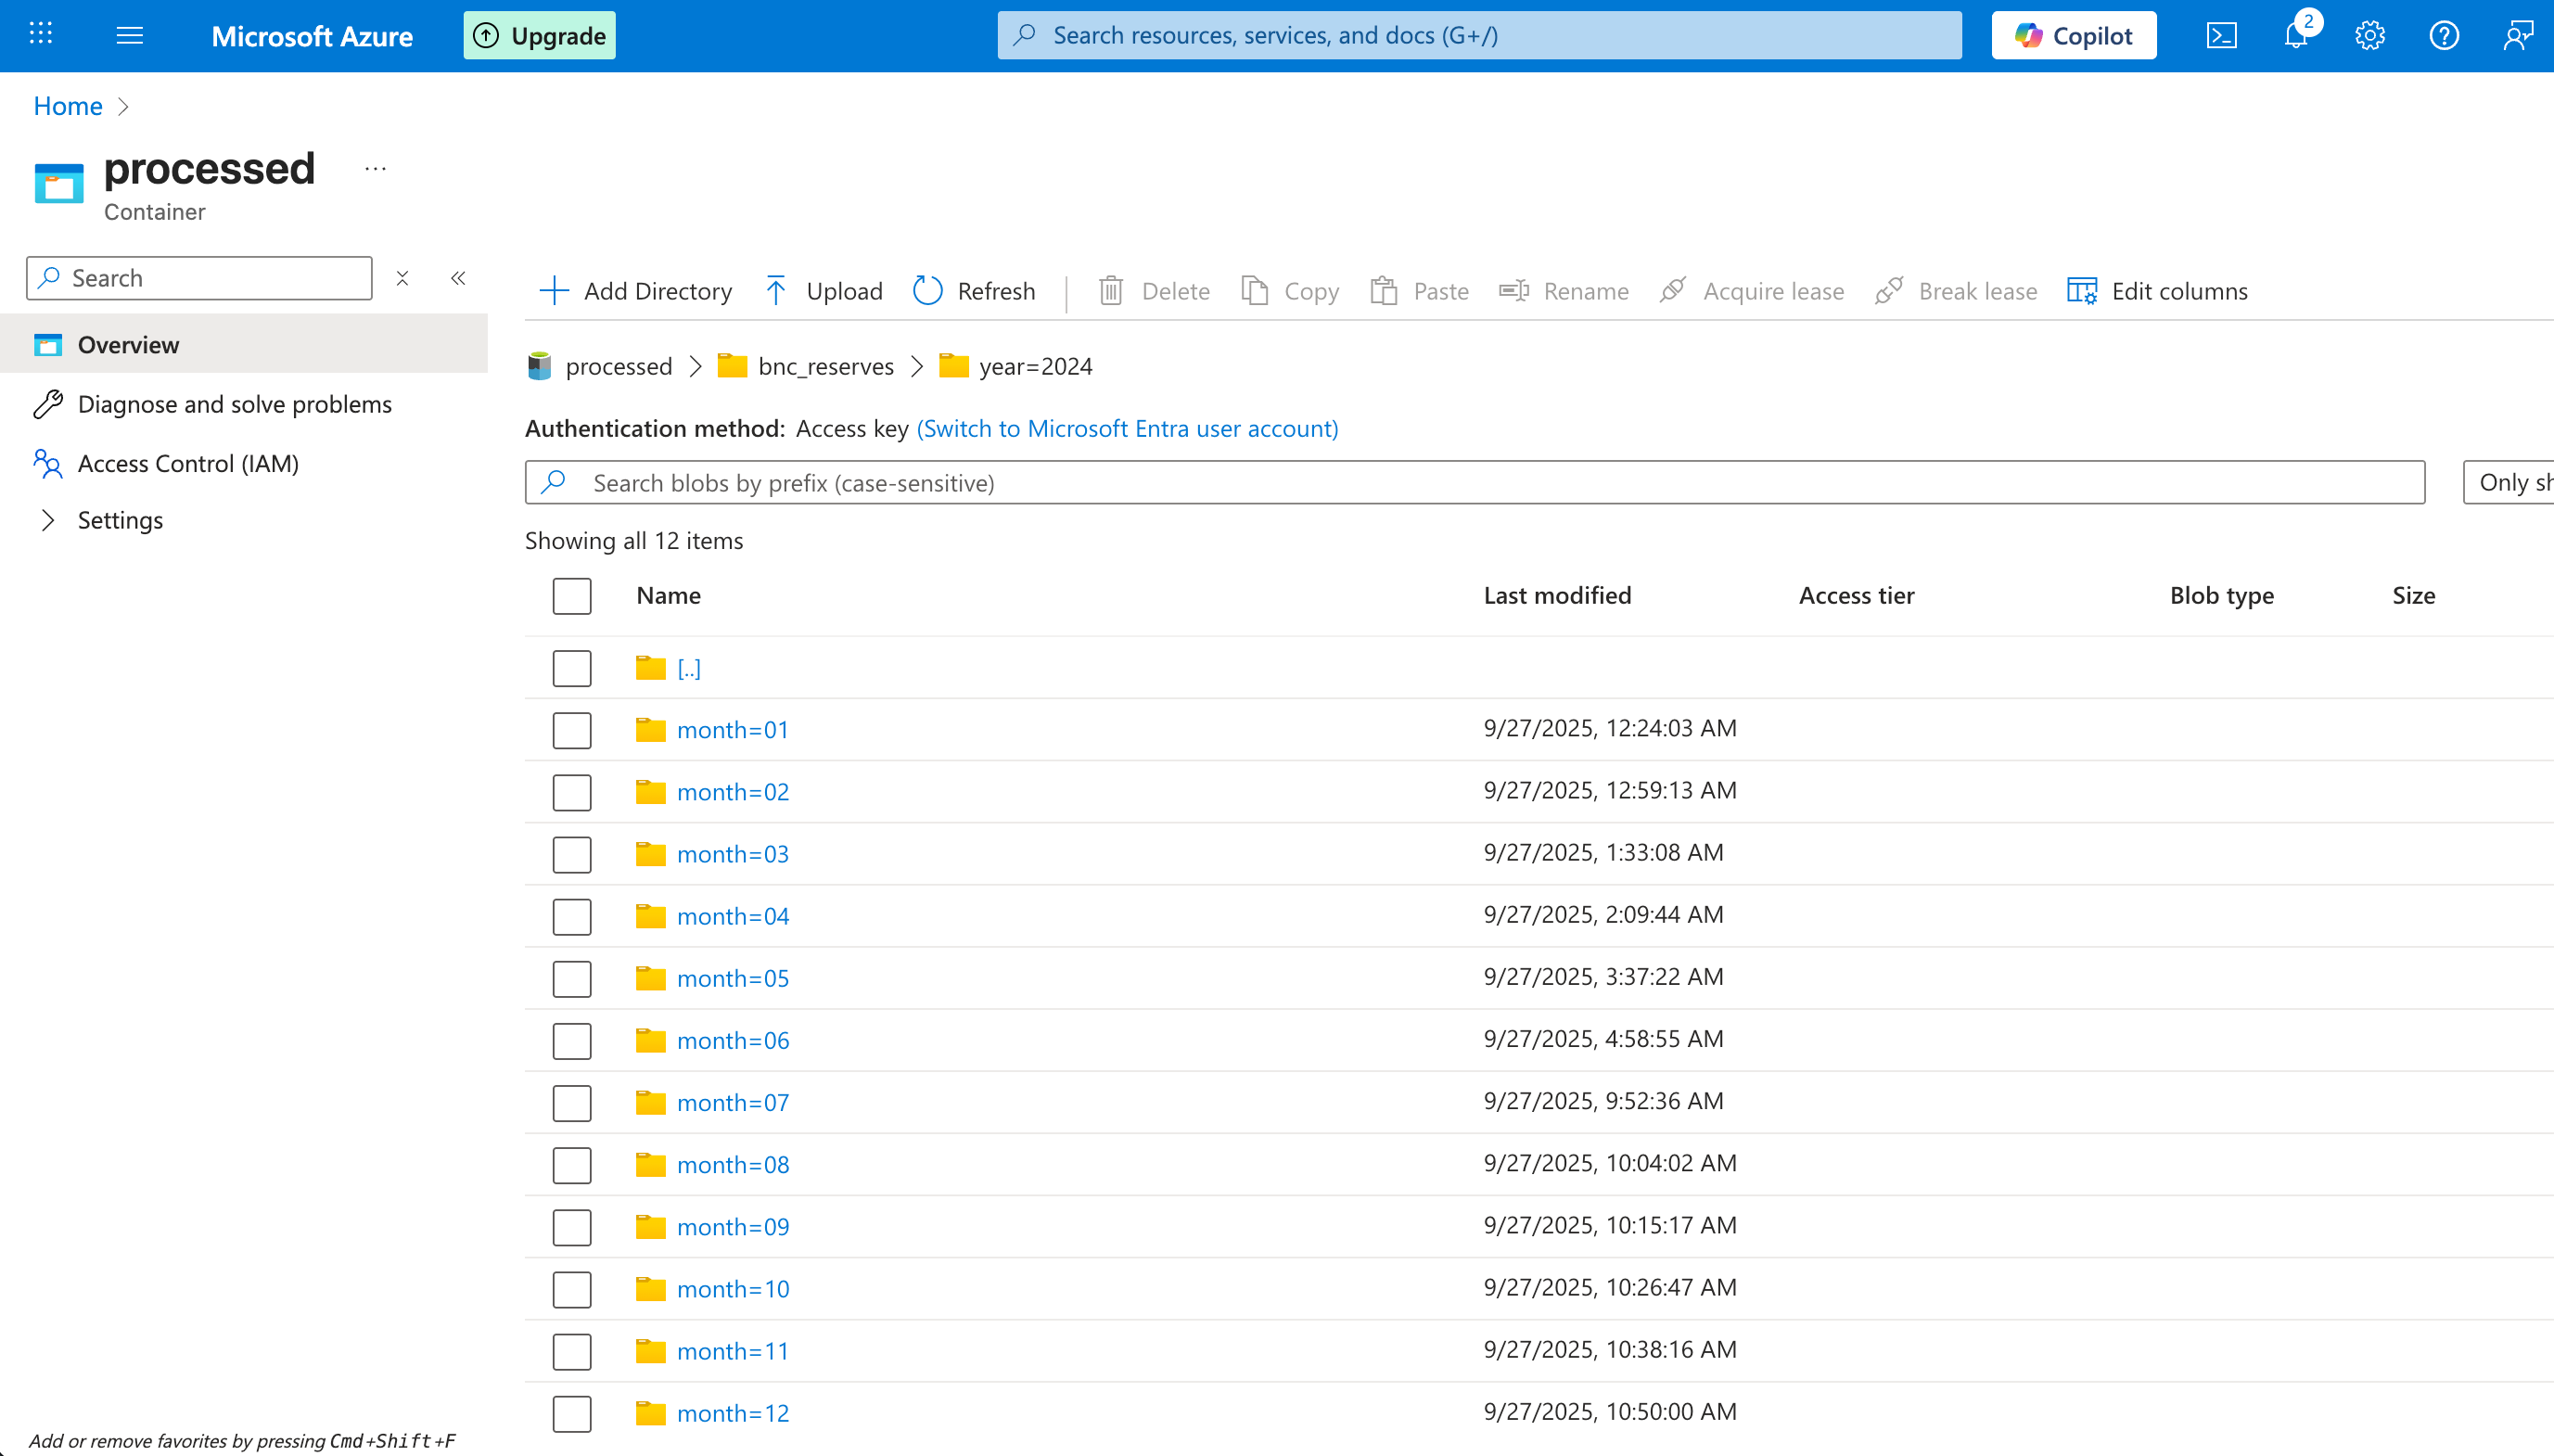 Microsoft Azure
Upgrade
Search resources, services, and docs (G+/)
Copilot
2
Home
processed
...
Container
Search
Add Directory
Upload
Refresh
Delete
Copy
Paste
Rename
Acquire lease
Break lease
Edit columns
Overview
Diagnose and solve problems
Access Control (IAM)
Settings
processed > bnc_reserves > year=2024
Authentication method: Access key (Switch to Microsoft Entra user account)
Search blobs by prefix (case-sensitive)
Only sh
Showing all 12 items
Name Last modified Access tier Blob type Size
[..]
month=01 9/27/2025, 12:24:03 AM
month=02 9/27/2025, 12:59:13 AM
month=03 9/27/2025, 1:33:08 AM
month=04 9/27/2025, 2:09:44 AM
month=05 9/27/2025, 3:37:22 AM
month=06 9/27/2025, 4:58:55 AM
month=07 9/27/2025, 9:52:36 AM
month=08 9/27/2025, 10:04:02 AM
month=09 9/27/2025, 10:15:17 AM
month=10 9/27/2025, 10:26:47 AM
month=11 9/27/2025, 10:38:16 AM
month=12 9/27/2025, 10:50:00 AM
Add or remove favorites by pressing Cmd+Shift+F